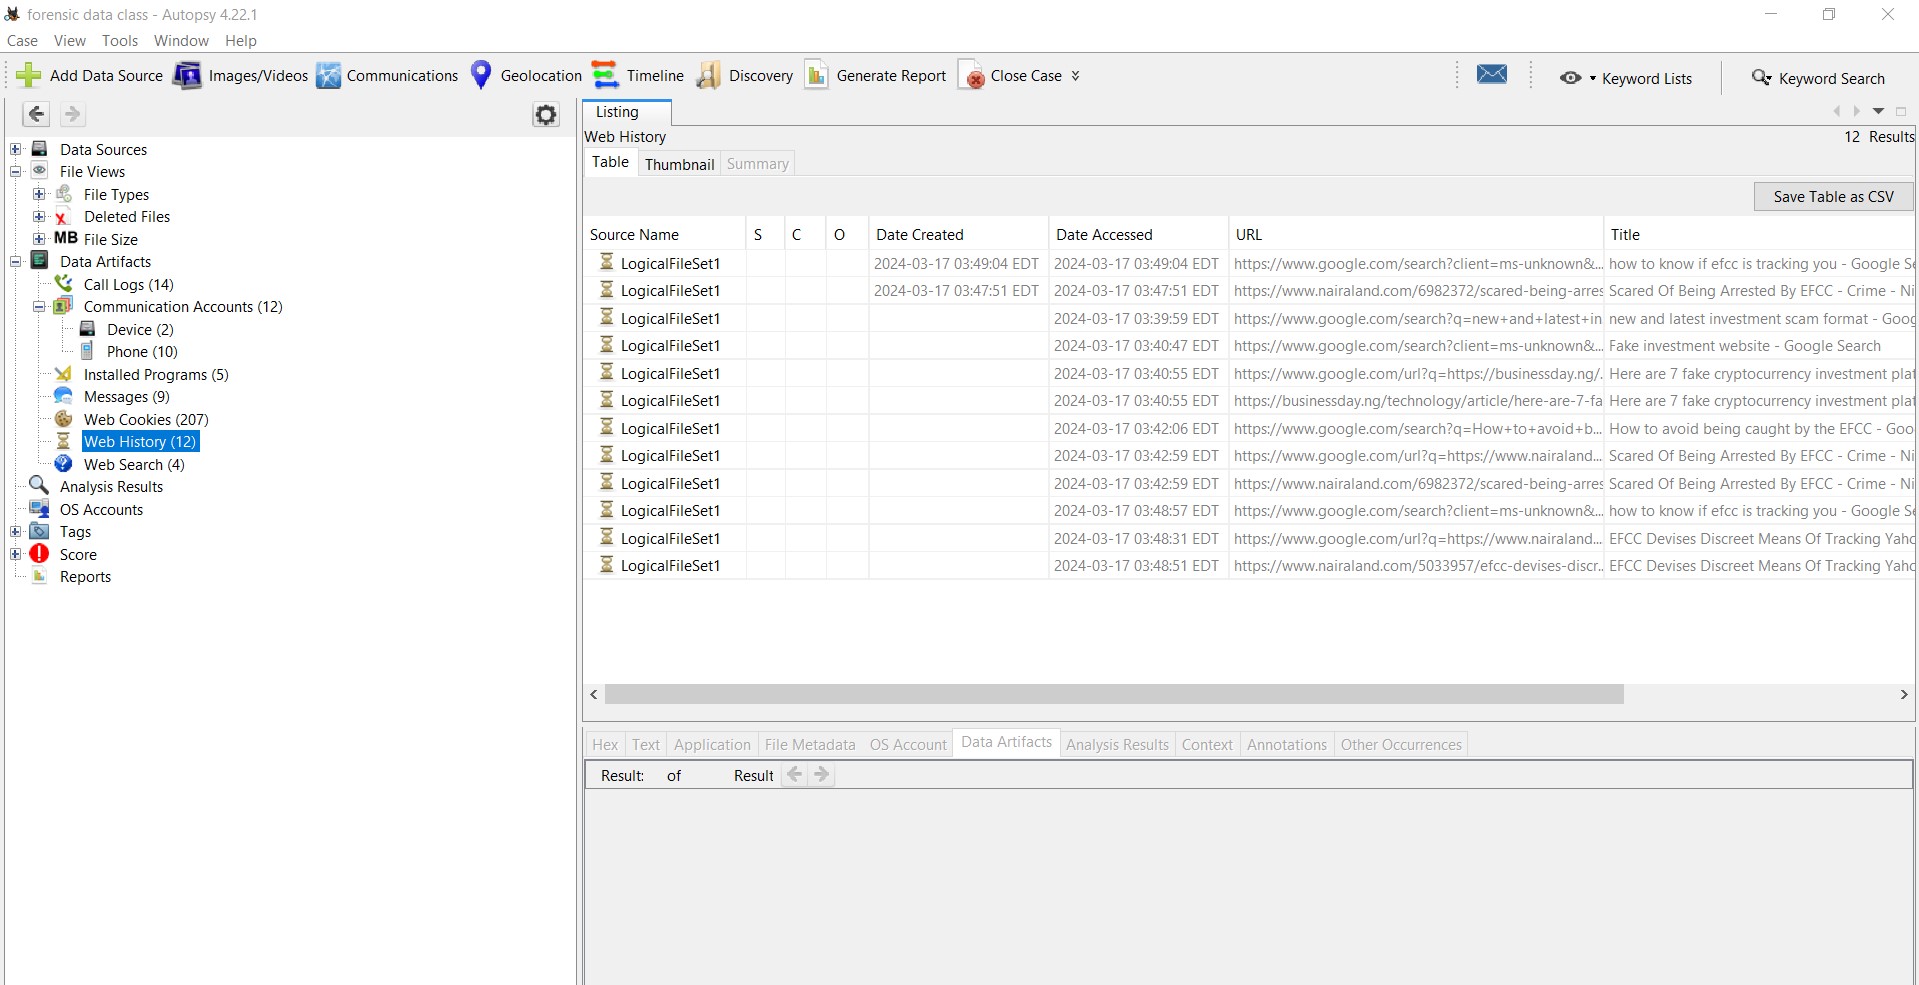 forensic data class - Autopsy 4.22.1
Case View Tools Window Help
Add Data Source Images/Videos Communications Geolocation Timeline Discovery Generate Report Close Case Keyword Lists Keyword Search
Data Sources
File Views
File Types
Deleted Files
MB File Size
Data Artifacts
Call Logs (14)
Communication Accounts (12)
Device (2)
Phone (10)
Installed Programs (5)
Messages (9)
Web Cookies (207)
Web History (12)
Web Search (4)
Analysis Results
OS Accounts
Tags
Score
Reports
Listing
Web History 12 Results
Table Thumbnail Summary
Save Table as CSV
Source Name S C O Date Created Date Accessed URL Title
LogicalFileSet1 2024-03-17 03:49:04 EDT 2024-03-17 03:49:04 EDT https://www.google.com/search?client=ms-unknown&... how to know if efcc is tracking you - Google Se
LogicalFileSet1 2024-03-17 03:47:51 EDT 2024-03-17 03:47:51 EDT https://www.nairaland.com/6982372/scared-being-arres Scared Of Being Arrested By EFCC - Crime - Ni
LogicalFileSet1 2024-03-17 03:39:59 EDT https://www.google.com/search?q=new+and+latest+in new and latest investment scam format - Goog
LogicalFileSet1 2024-03-17 03:40:47 EDT https://www.google.com/search?client=ms-unknown&... Fake investment website - Google Search
LogicalFileSet1 2024-03-17 03:40:55 EDT https://www.google.com/url?q=https://businessday.ng/. Here are 7 fake cryptocurrency investment plat
LogicalFileSet1 2024-03-17 03:40:55 EDT https://businessday.ng/technology/article/here-are-7-fa Here are 7 fake cryptocurrency investment plat
LogicalFileSet1 2024-03-17 03:42:06 EDT https://www.google.com/search?q=How+to+avoid+b... How to avoid being caught by the EFCC - Goo
LogicalFileSet1 2024-03-17 03:42:59 EDT https://www.google.com/url?q=https://www.nairaland... Scared Of Being Arrested By EFCC - Crime - Ni
LogicalFileSet1 2024-03-17 03:42:59 EDT https://www.nairaland.com/6982372/scared-being-arres Scared Of Being Arrested By EFCC - Crime - Ni
LogicalFileSet1 2024-03-17 03:48:57 EDT https://www.google.com/search?client=ms-unknown&... how to know if efcc is tracking you - Google Se
LogicalFileSet1 2024-03-17 03:48:31 EDT https://www.google.com/url?q=https://www.nairaland... EFCC Devises Discreet Means Of Tracking Yaho
LogicalFileSet1 2024-03-17 03:48:51 EDT https://www.nairaland.com/5033957/efcc-devises-discr.. EFCC Devises Discreet Means Of Tracking Yaho
Hex Text Application File Metadata OS Account Data Artifacts Analysis Results Context Annotations Other Occurrences
Result: of Result